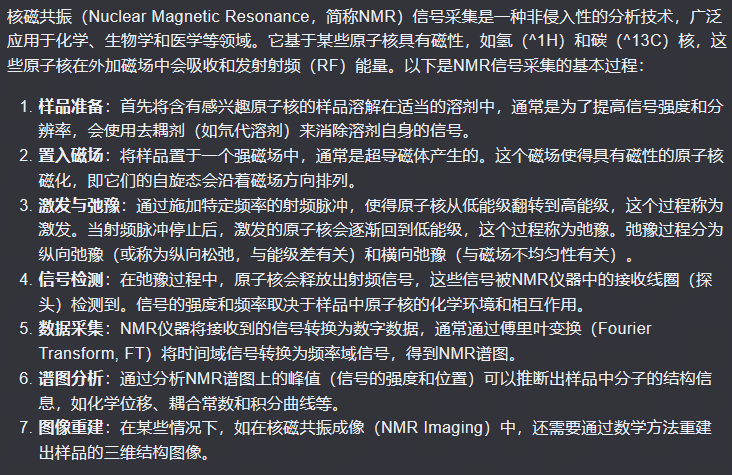 核磁共振（Nuclear Magnetic Resonance，简称NMR）信号采集是一种非侵入性的分析技术，广泛
应用于化学、生物学和医学等领域。它基于某些原子核具有磁性，如氢（^1H）和碳（^13C）核，这
些原子核在外加磁场中会吸收和发射射频（RF）能量。以下是NMR信号采集的基本过程：
1. 样品准备：首先将含有感兴趣原子核的样品溶解在适当的溶剂中，通常是为了提高信号强度和分
辨率，会使用去耦剂（如氘代溶剂）来消除溶剂自身的信号。
2. 置入磁场：将样品置于一个强磁场中，通常是超导磁体产生的。这个磁场使得具有磁性的原子核
磁化，即它们的自旋态会沿着磁场方向排列。
3. 激发与弛豫：通过施加特定频率的射频脉冲，使得原子核从低能级翻转到高能级，这个过程称为
激发。当射频脉冲停止后，激发的原子核会逐渐回到低能级，这个过程称为弛豫。弛豫过程分为
纵向弛豫（或称为纵向松弛，与能级差有关）和横向弛豫（与磁场不均匀性有关）。
4. 信号检测：在弛豫过程中，原子核会释放出射频信号，这些信号被NMR仪器中的接收线圈（探
头）检测到。信号的强度和频率取决于样品中原子核的化学环境和相互作用。
5. 数据采集：NMR仪器将接收到的信号转换为数字数据，通常通过傅里叶变换（Fourier
Transform, FT）将时间域信号转换为频率域信号，得到NMR谱图。
6. 谱图分析：通过分析NMR谱图上的峰值（信号的强度和位置）可以推断出样品中分子的结构信
息，如化学位移、耦合常数和积分曲线等。
7. 图像重建：在某些情况下，如在核磁共振成像（NMR Imaging）中，还需要通过数学方法重建
出样品的三维结构图像。